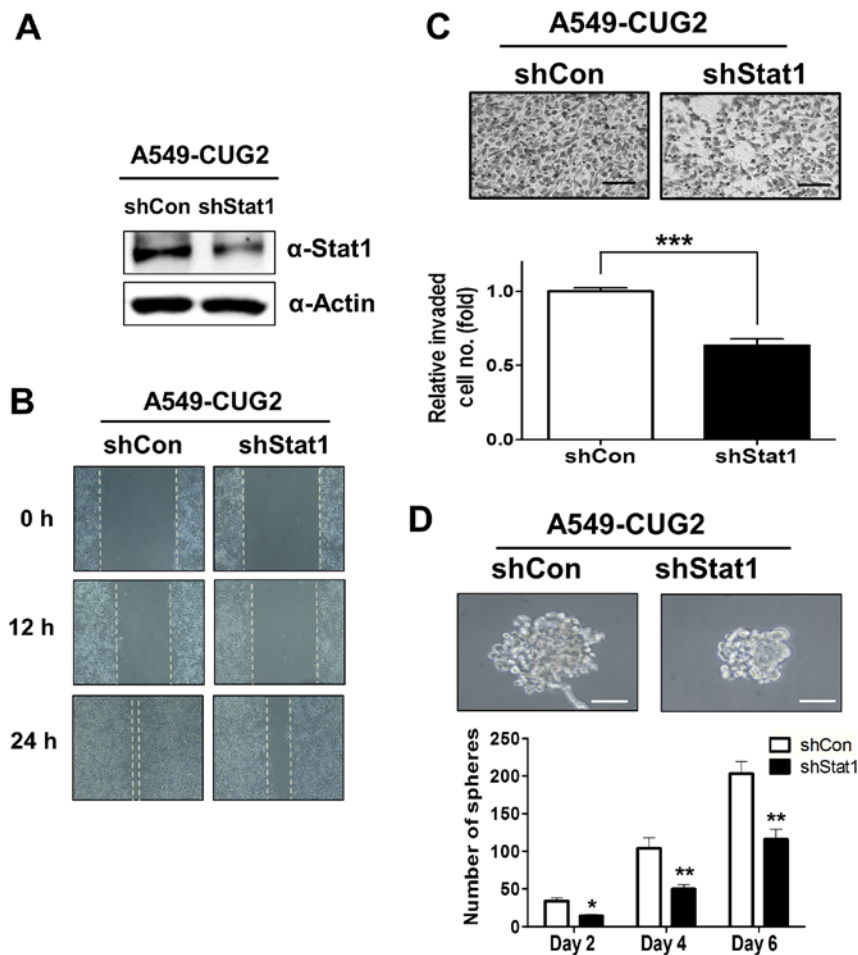 A
A549-CUG2
shCon shStat1
α-Stat1
α-Actin
B
A549-CUG2
shCon shStat1
0 h
12 h
24 h
C
A549-CUG2
shCon shStat1
***
Relative invaded
cell no. (fold)
1.0
0.5
0.0
shCon shStat1
D
A549-CUG2
shCon shStat1
Number of spheres
250
200
150
100
50
0
shCon
shStat1
*
**
**
Day 2 Day 4 Day 6